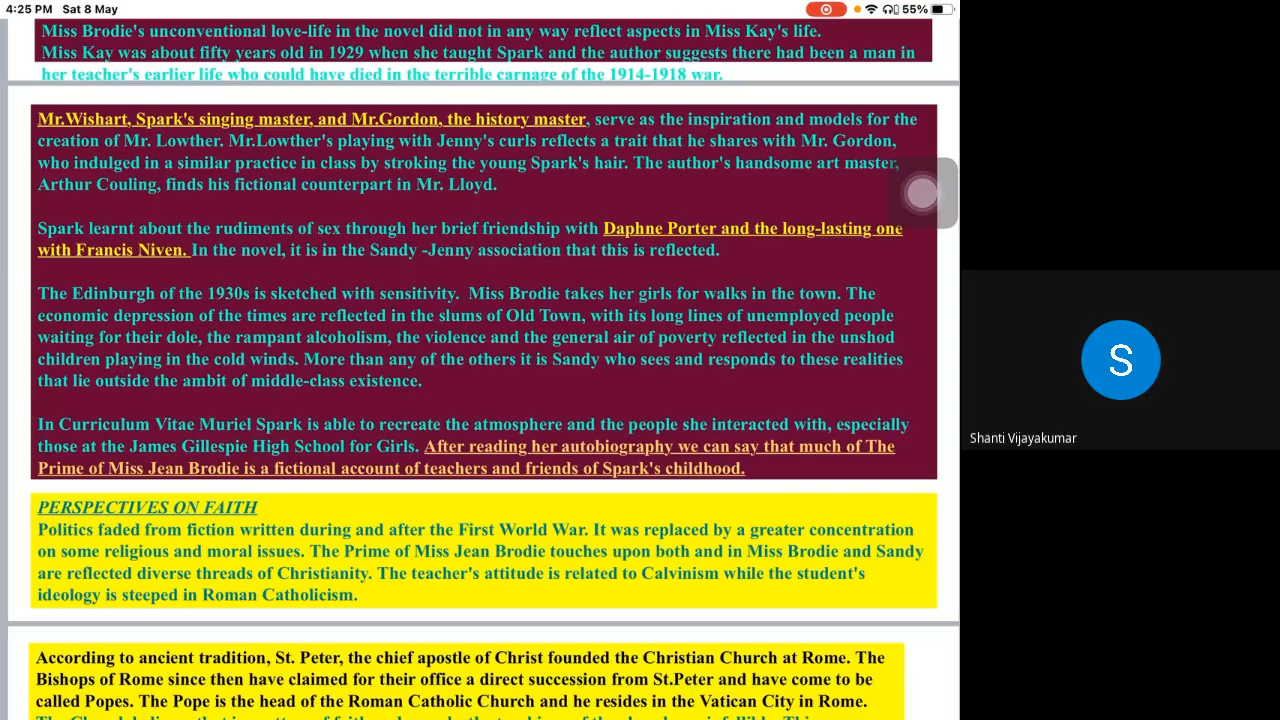 4:25 PM Sat 8 May
55%
Miss Brodie's unconventional love-life in the novel did not in any way reflect aspects in Miss Kay's life.
Miss Kay was about fifty years old in 1929 when she taught Spark and the author suggests there had been a man in
her teacher's earlier life who could have died in the terrible carnage of the 1914-1918 war.
Mr.Wishart, Spark's singing master, and Mr.Gordon, the history master, serve as the inspiration and models for the
creation of Mr. Lowther. Mr.Lowther's playing with Jenny's curls reflects a trait that he shares with Mr. Gordon,
who indulged in a similar practice in class by stroking the young Spark's hair. The author's handsome art master,
Arthur Couling, finds his fictional counterpart in Mr. Lloyd.
Spark learnt about the rudiments of sex through her brief friendship with Daphne Porter and the long-lasting one
with Francis Niven. In the novel, it is in the Sandy -Jenny association that this is reflected.
The Edinburgh of the 1930s is sketched with sensitivity. Miss Brodie takes her girls for walks in the town. The
economic depression of the times are reflected in the slums of Old Town, with its long lines of unemployed people
waiting for their dole, the rampant alcoholism, the violence and the general air of poverty reflected in the unshod
children playing in the cold winds. More than any of the others it is Sandy who sees and responds to these realities
that lie outside the ambit of middle-class existence.
In Curriculum Vitae Muriel Spark is able to recreate the atmosphere and the people she interacted with, especially
those at the James Gillespie High School for Girls. After reading her autobiography we can say that much of The
Prime of Miss Jean Brodie is a fictional account of teachers and friends of Spark's childhood.
PERSPECTIVES ON FAITH
Politics faded from fiction written during and after the First World War. It was replaced by a greater concentration
on some religious and moral issues. The Prime of Miss Jean Brodie touches upon both and in Miss Brodie and Sandy
are reflected diverse threads of Christianity. The teacher's attitude is related to Calvinism while the student's
ideology is steeped in Roman Catholicism.
According to ancient tradition, St. Peter, the chief apostle of Christ founded the Christian Church at Rome. The
Bishops of Rome since then have claimed for their office a direct succession from St.Peter and have come to be
called Popes. The Pope is the head of the Roman Catholic Church and he resides in the Vatican City in Rome.
S
Shanti Vijayakumar